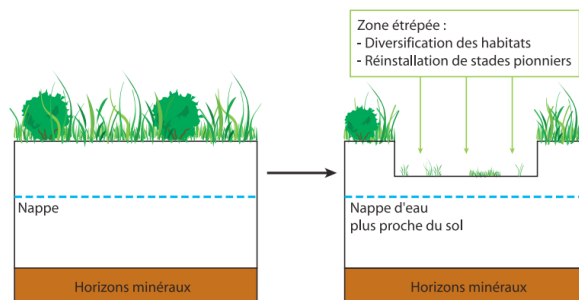 Zone étrépée :
- Diversification des habitats
- Réinstallation de stades pionniers
Nappe
Nappe d'eau
plus proche du sol
Horizons minéraux
Horizons minéraux